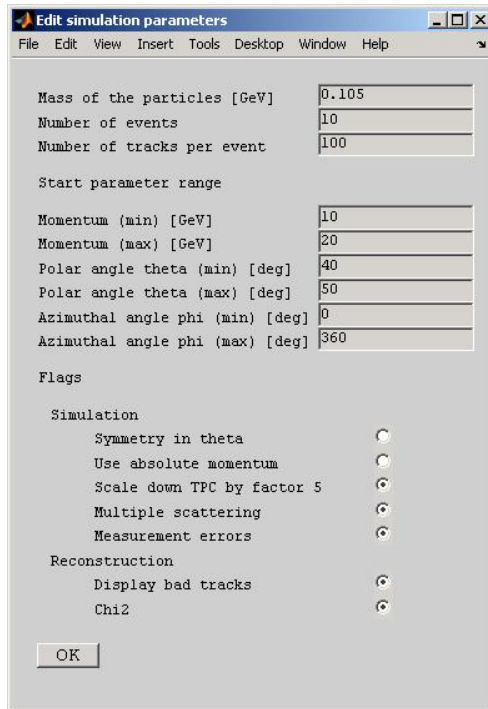 Edit simulation parameters
File Edit View Insert Tools Desktop Window Help
Mass of the particles [GeV] 0.105
Number of events 10
Number of tracks per event 100
Start parameter range
Momentum (min) [GeV] 10
Momentum (max) [GeV] 20
Polar angle theta (min) [deg] 40
Polar angle theta (max) [deg] 50
Azimuthal angle phi (min) [deg] 0
Azimuthal angle phi (max) [deg] 360
Flags
Simulation
Symmetry in theta
Use absolute momentum
Scale down TPC by factor 5
Multiple scattering
Measurement errors
Reconstruction
Display bad tracks
Chi2
OK